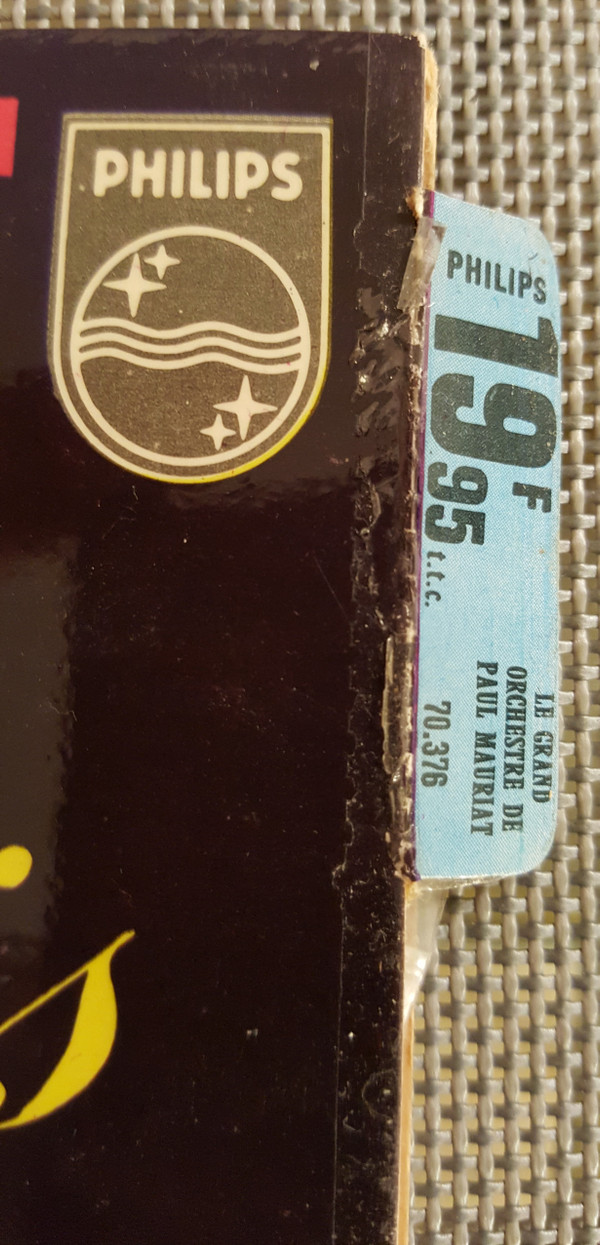 PHILIPS
PHILIPS
19F
95 t.t.c.
LE GRAND
ORCHESTRE DE
PAUL MAURIAT
70.376